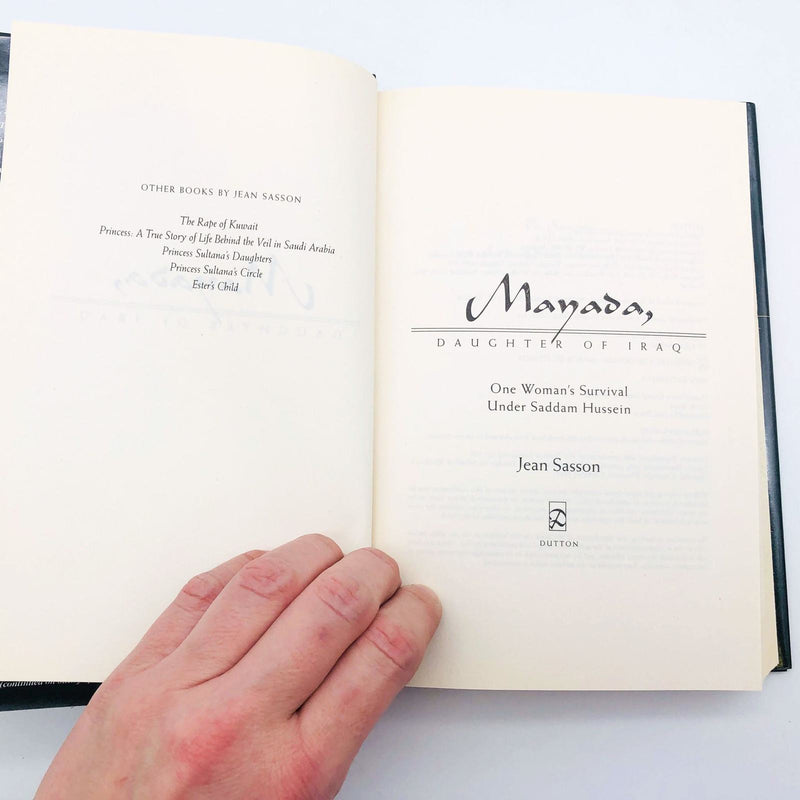 OTHER BOOKS BY JEAN SASSON
The Rape of Kuwait
Princess: A True Story of Life Behind the Veil in Saudi Arabia
Princess Sultana's Daughters
Princess Sultana's Circle
Ester's Child
Mayada,
DAUGHTER OF IRAQ
One Woman's Survival
Under Saddam Hussein
Jean Sasson
DUTTON
(continued on